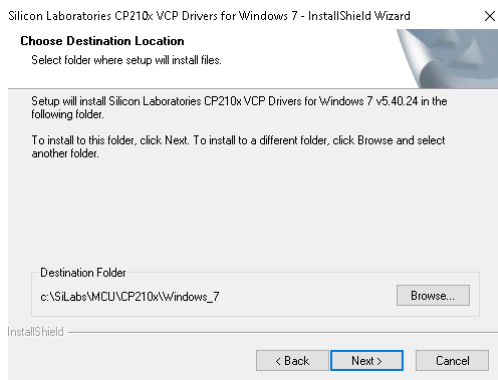 Silicon Laboratories CP210x VCP Drivers for Windows 7 - InstallShield Wizard
Choose Destination Location
Select folder where setup will install files.
Setup will install Silicon Laboratories CP210x VCP Drivers for Windows 7 v5.40.24 in the
following folder.
To install to this folder, click Next. To install to a different folder, click Browse and select
another folder.
Destination Folder
c:\SiLabs\MCU\CP210x\Windows_7
Browse...
InstallShield
< Back
Next >
Cancel